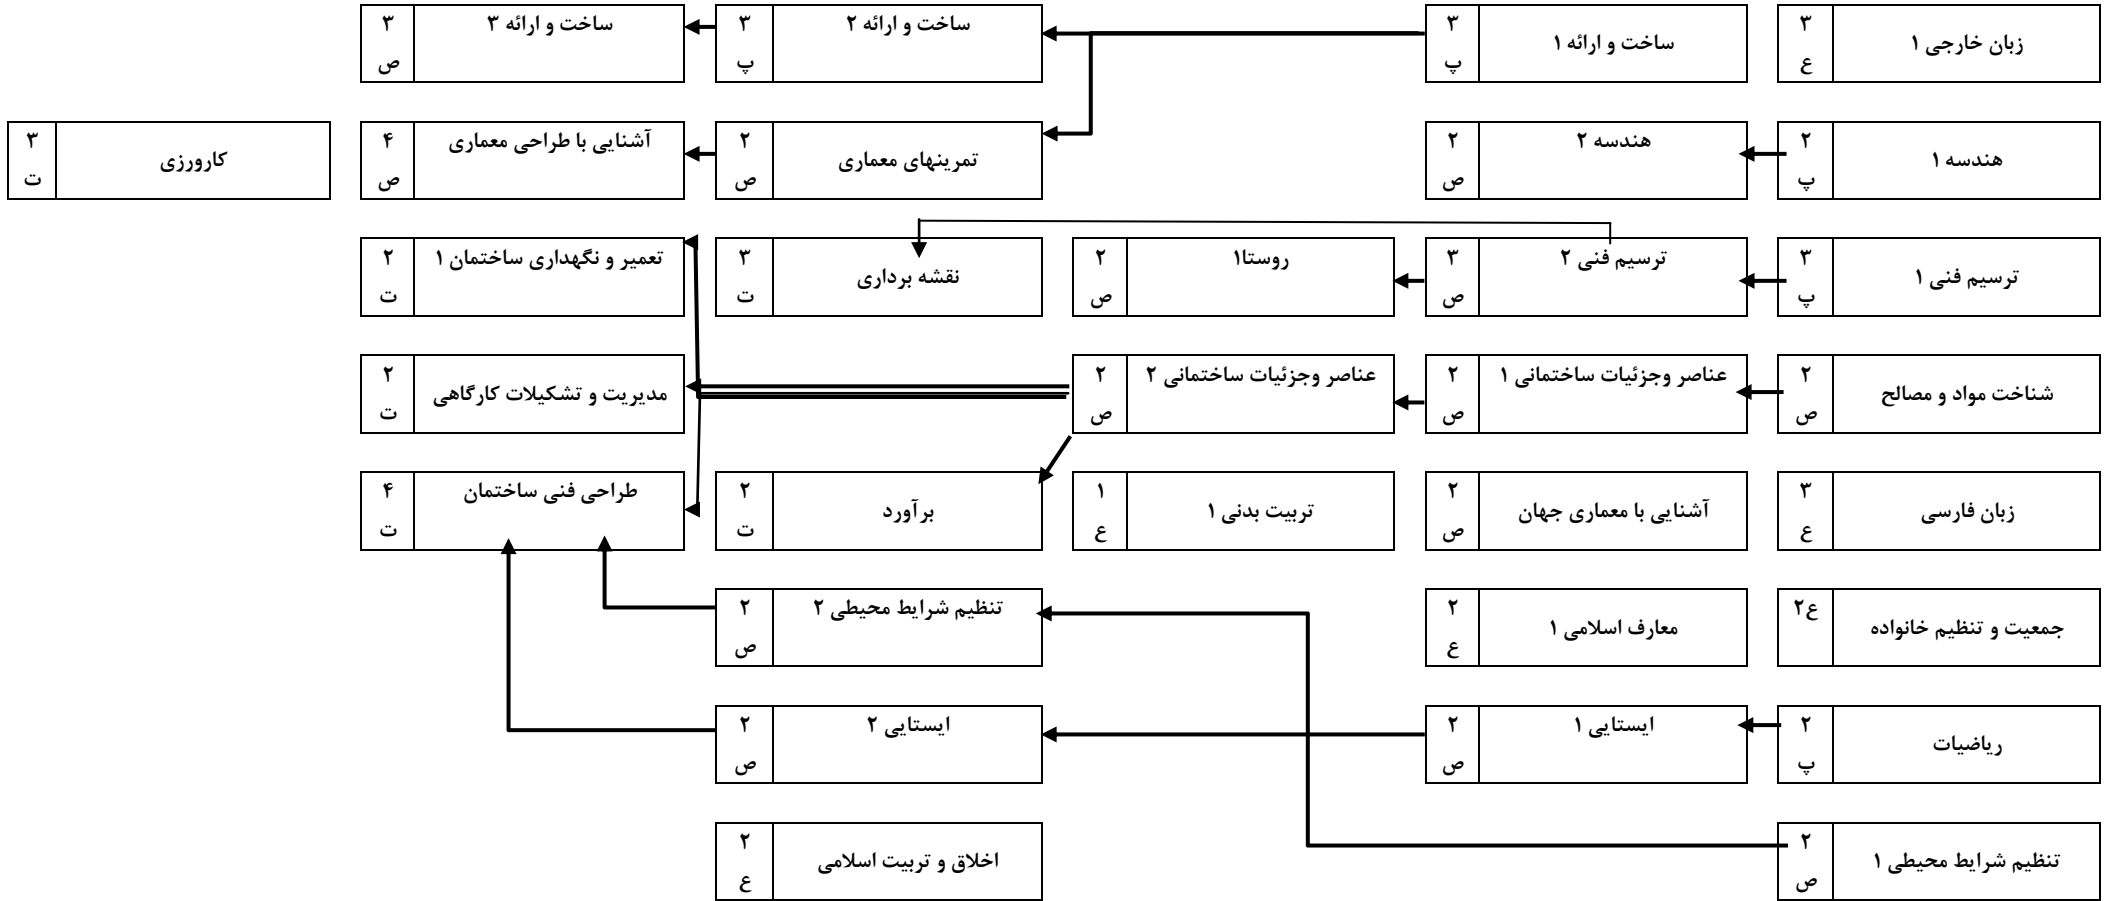 زبان خارجی ۱
۳
ع
ساخت و ارائه ۱
۳
پ
ساخت و ارائه ۲
۳
پ
ساخت و ارائه ۳
۳
ص
هندسه ۱
۲
پ
هندسه ۲
۲
ص
تمرینهای معماری
۲
ص
آشنایی با طراحی معماری
۴
ص
کارورزی
۳
ت
ترسیم فنی ۱
۳
پ
ترسیم فنی ۲
۳
ص
روستا۱
۲
ص
نقشه برداری
۳
ت
تعمیر و نگهداری ساختمان ۱
۲
ت
شناخت مواد و مصالح
۲
ص
عناصر وجزئیات ساختمانی ۱
۲
ص
عناصر وجزئیات ساختمانی ۲
۲
ص
مدیریت و تشکیلات کارگاهی
۲
ت
زبان فارسی
۳
ع
آشنایی با معماری جهان
۲
ص
تربیت بدنی ۱
۱
ع
برآورد
۲
ت
طراحی فنی ساختمان
۴
ت
جمعیت و تنظیم خانواده
ع۲
معارف اسلامی ۱
۲
ع
تنظیم شرایط محیطی ۲
۲
ص
ریاضیات
۲
پ
ایستایی ۱
۲
ص
ایستایی ۲
۲
ص
تنظیم شرایط محیطی ۱
۲
ص
اخلاق و تربیت اسلامی
۲
ع